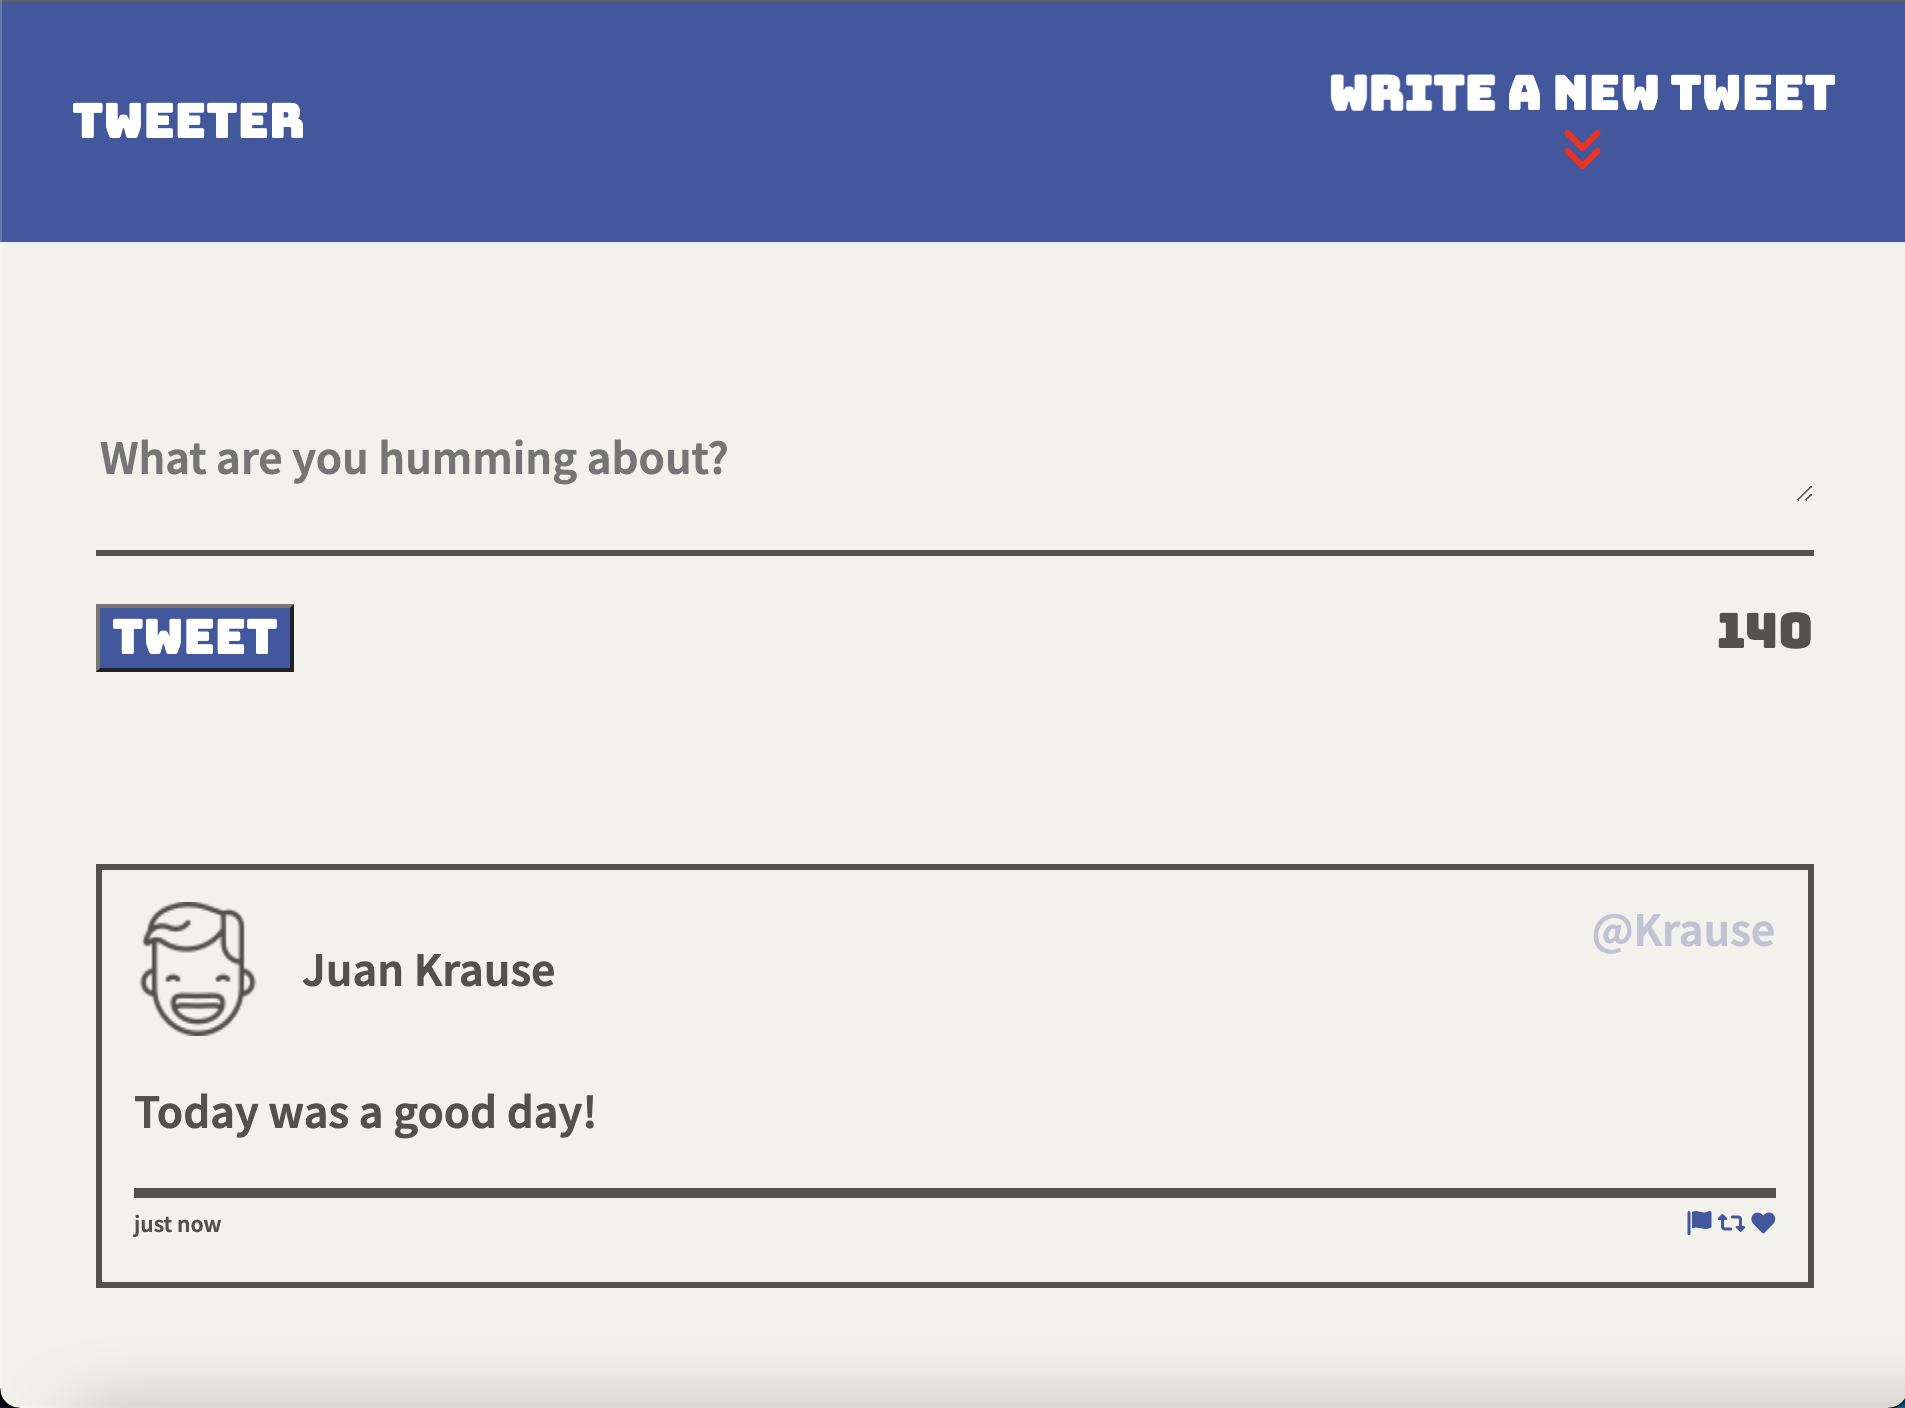 TWEETER
WRITE A NEW TWEET
What are you humming about?
TWEET
140
Juan Krause
@Krause
Today was a good day!
just now